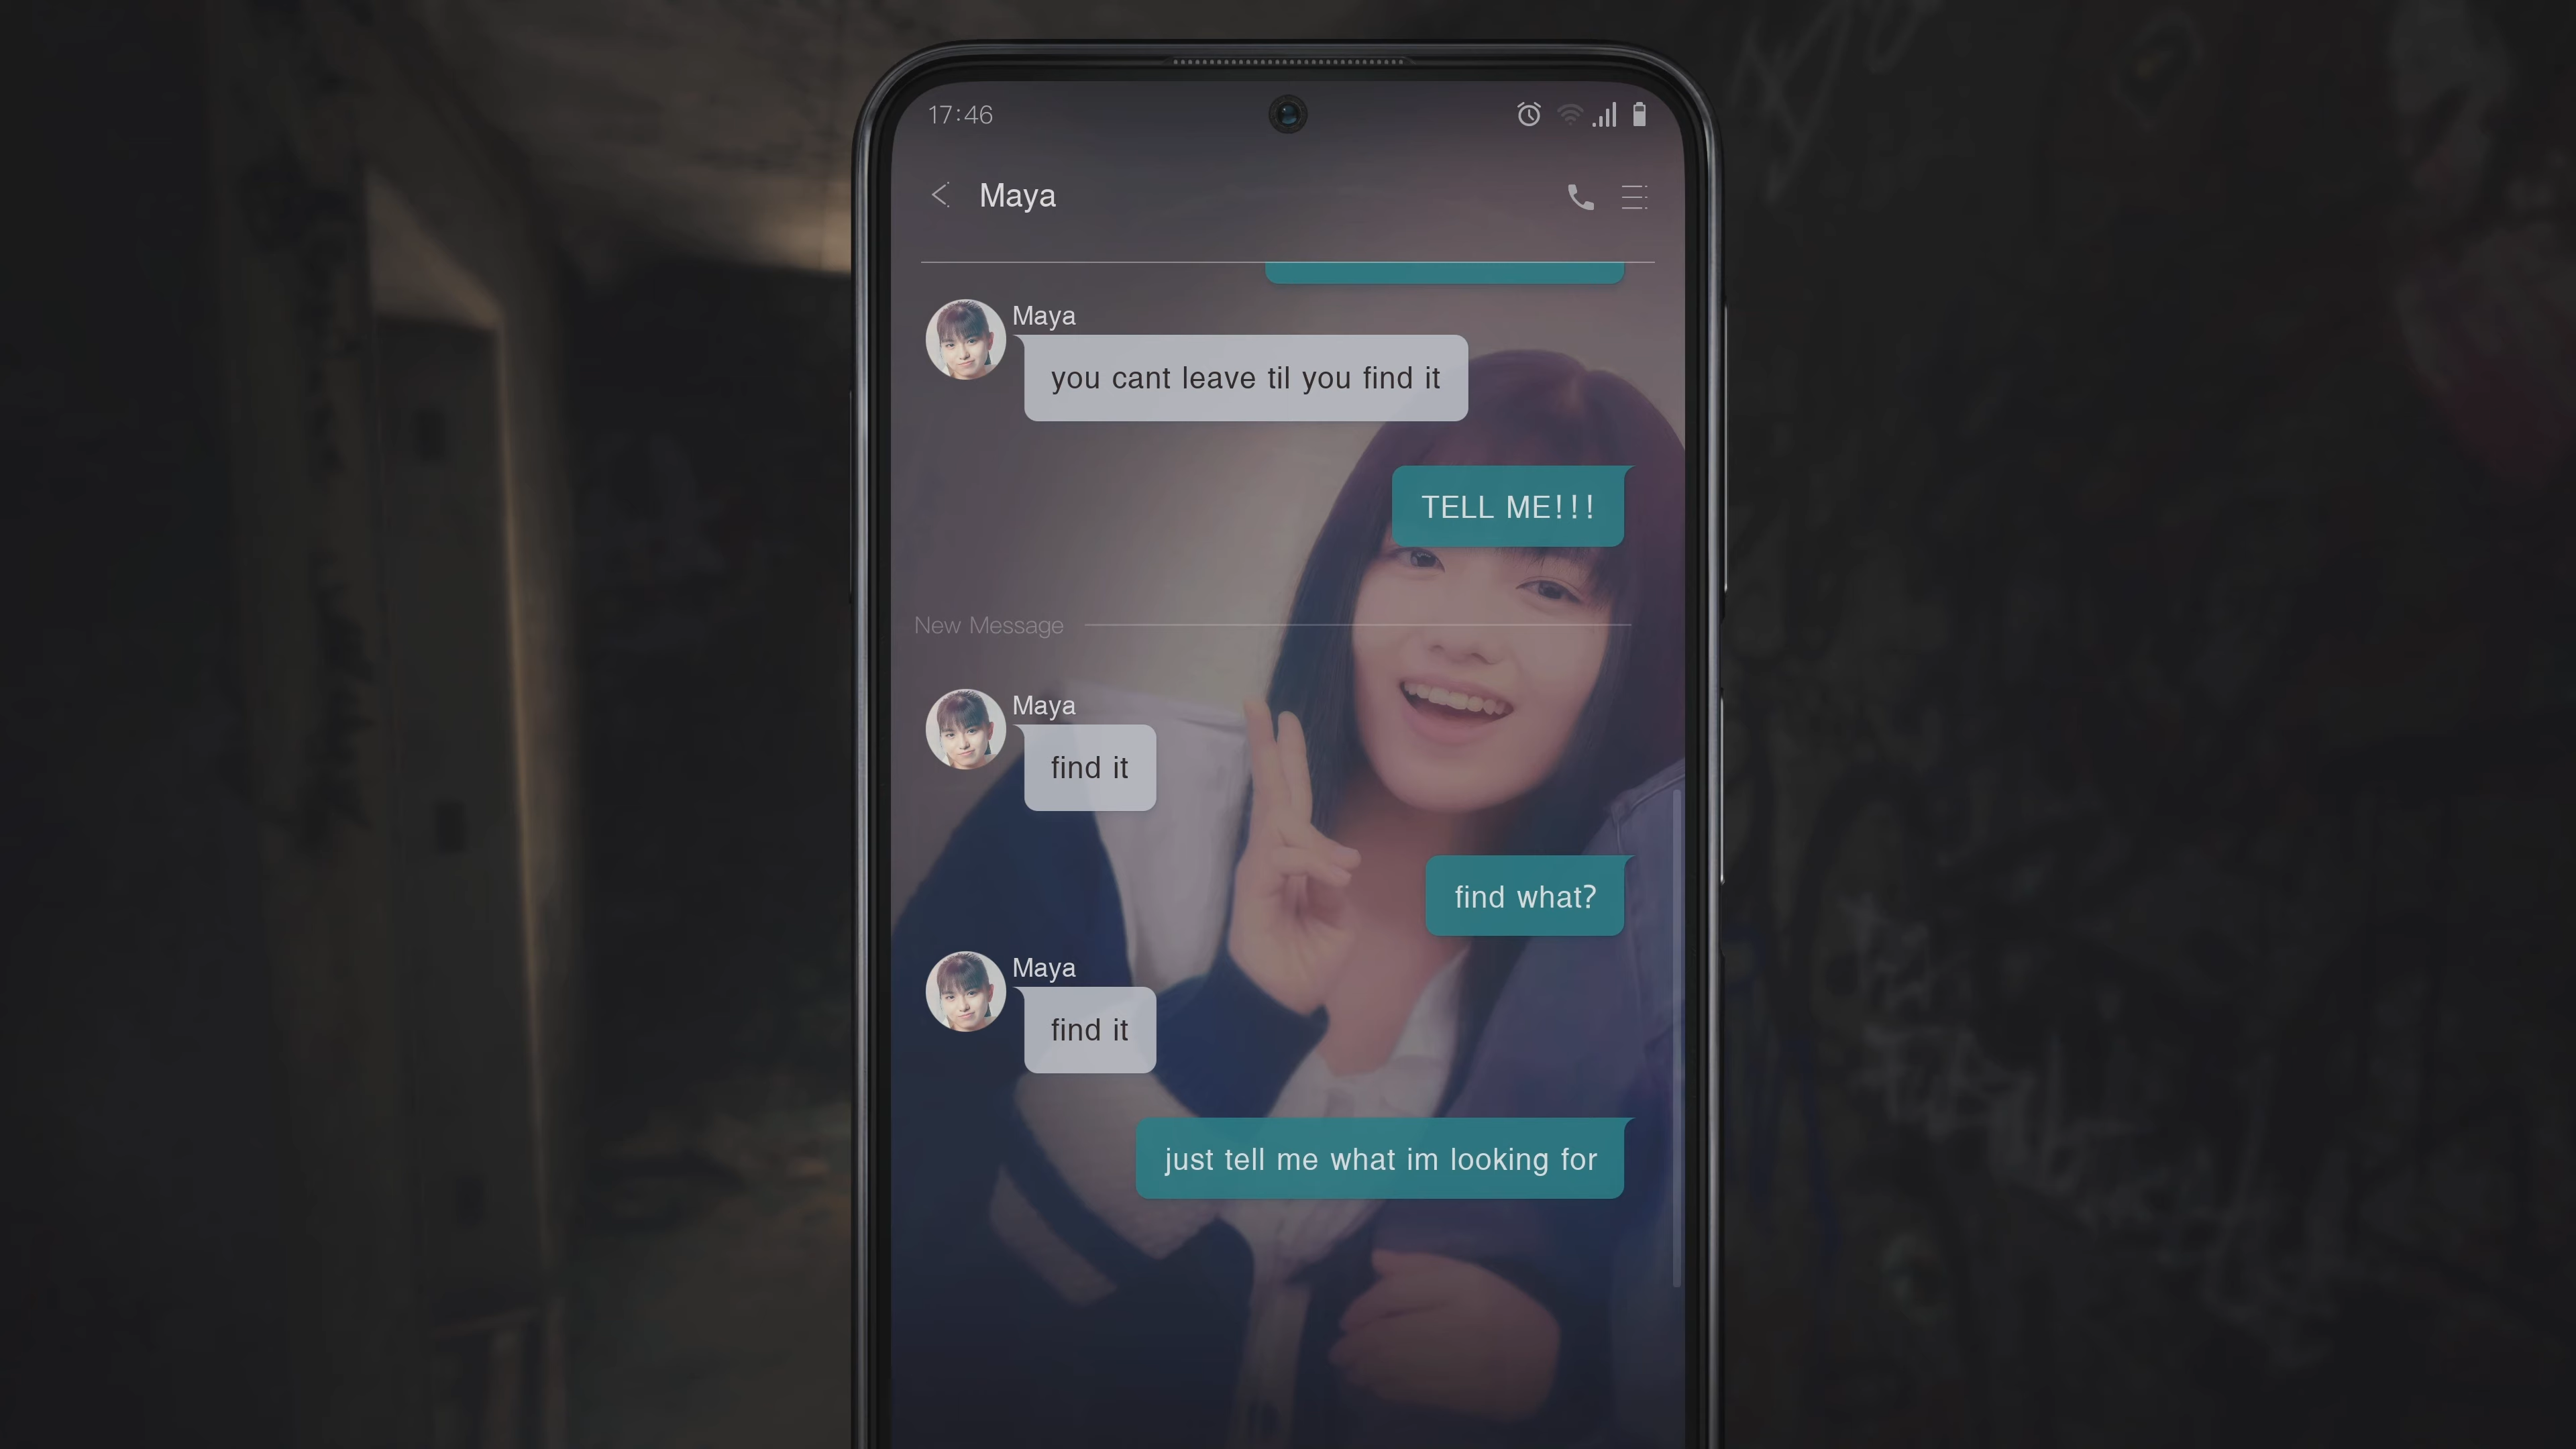 17:46
Maya
Maya
you cant leave til you find it
TELL ME!!!
New Message
Maya
find it
find what?
Maya
find it
just tell me what im looking for